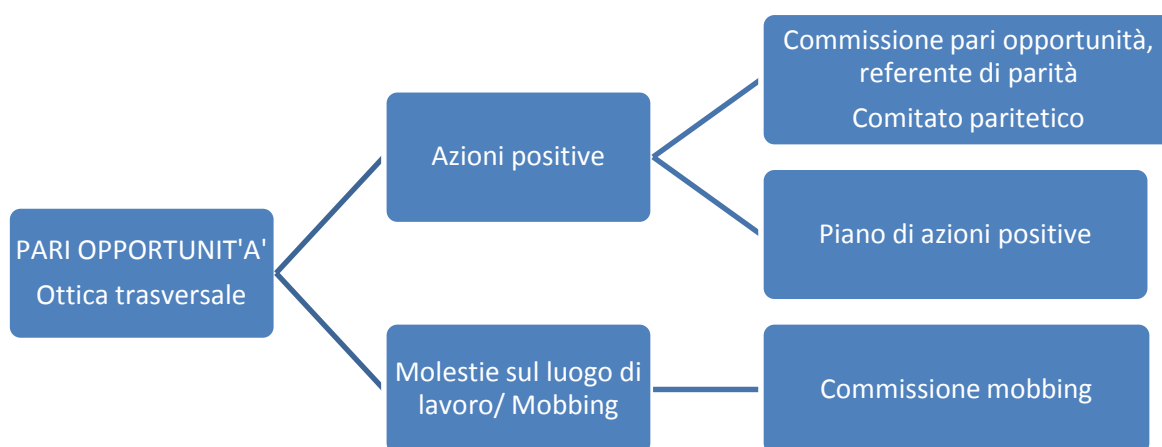 PARI OPPORTUNIT'A'
Ottica trasversale
Azioni positive
Commissione pari opportunità,
referente di parità
Comitato paritetico
Piano di azioni positive
Molestie sul luogo di
lavoro/ Mobbing
Commissione mobbing